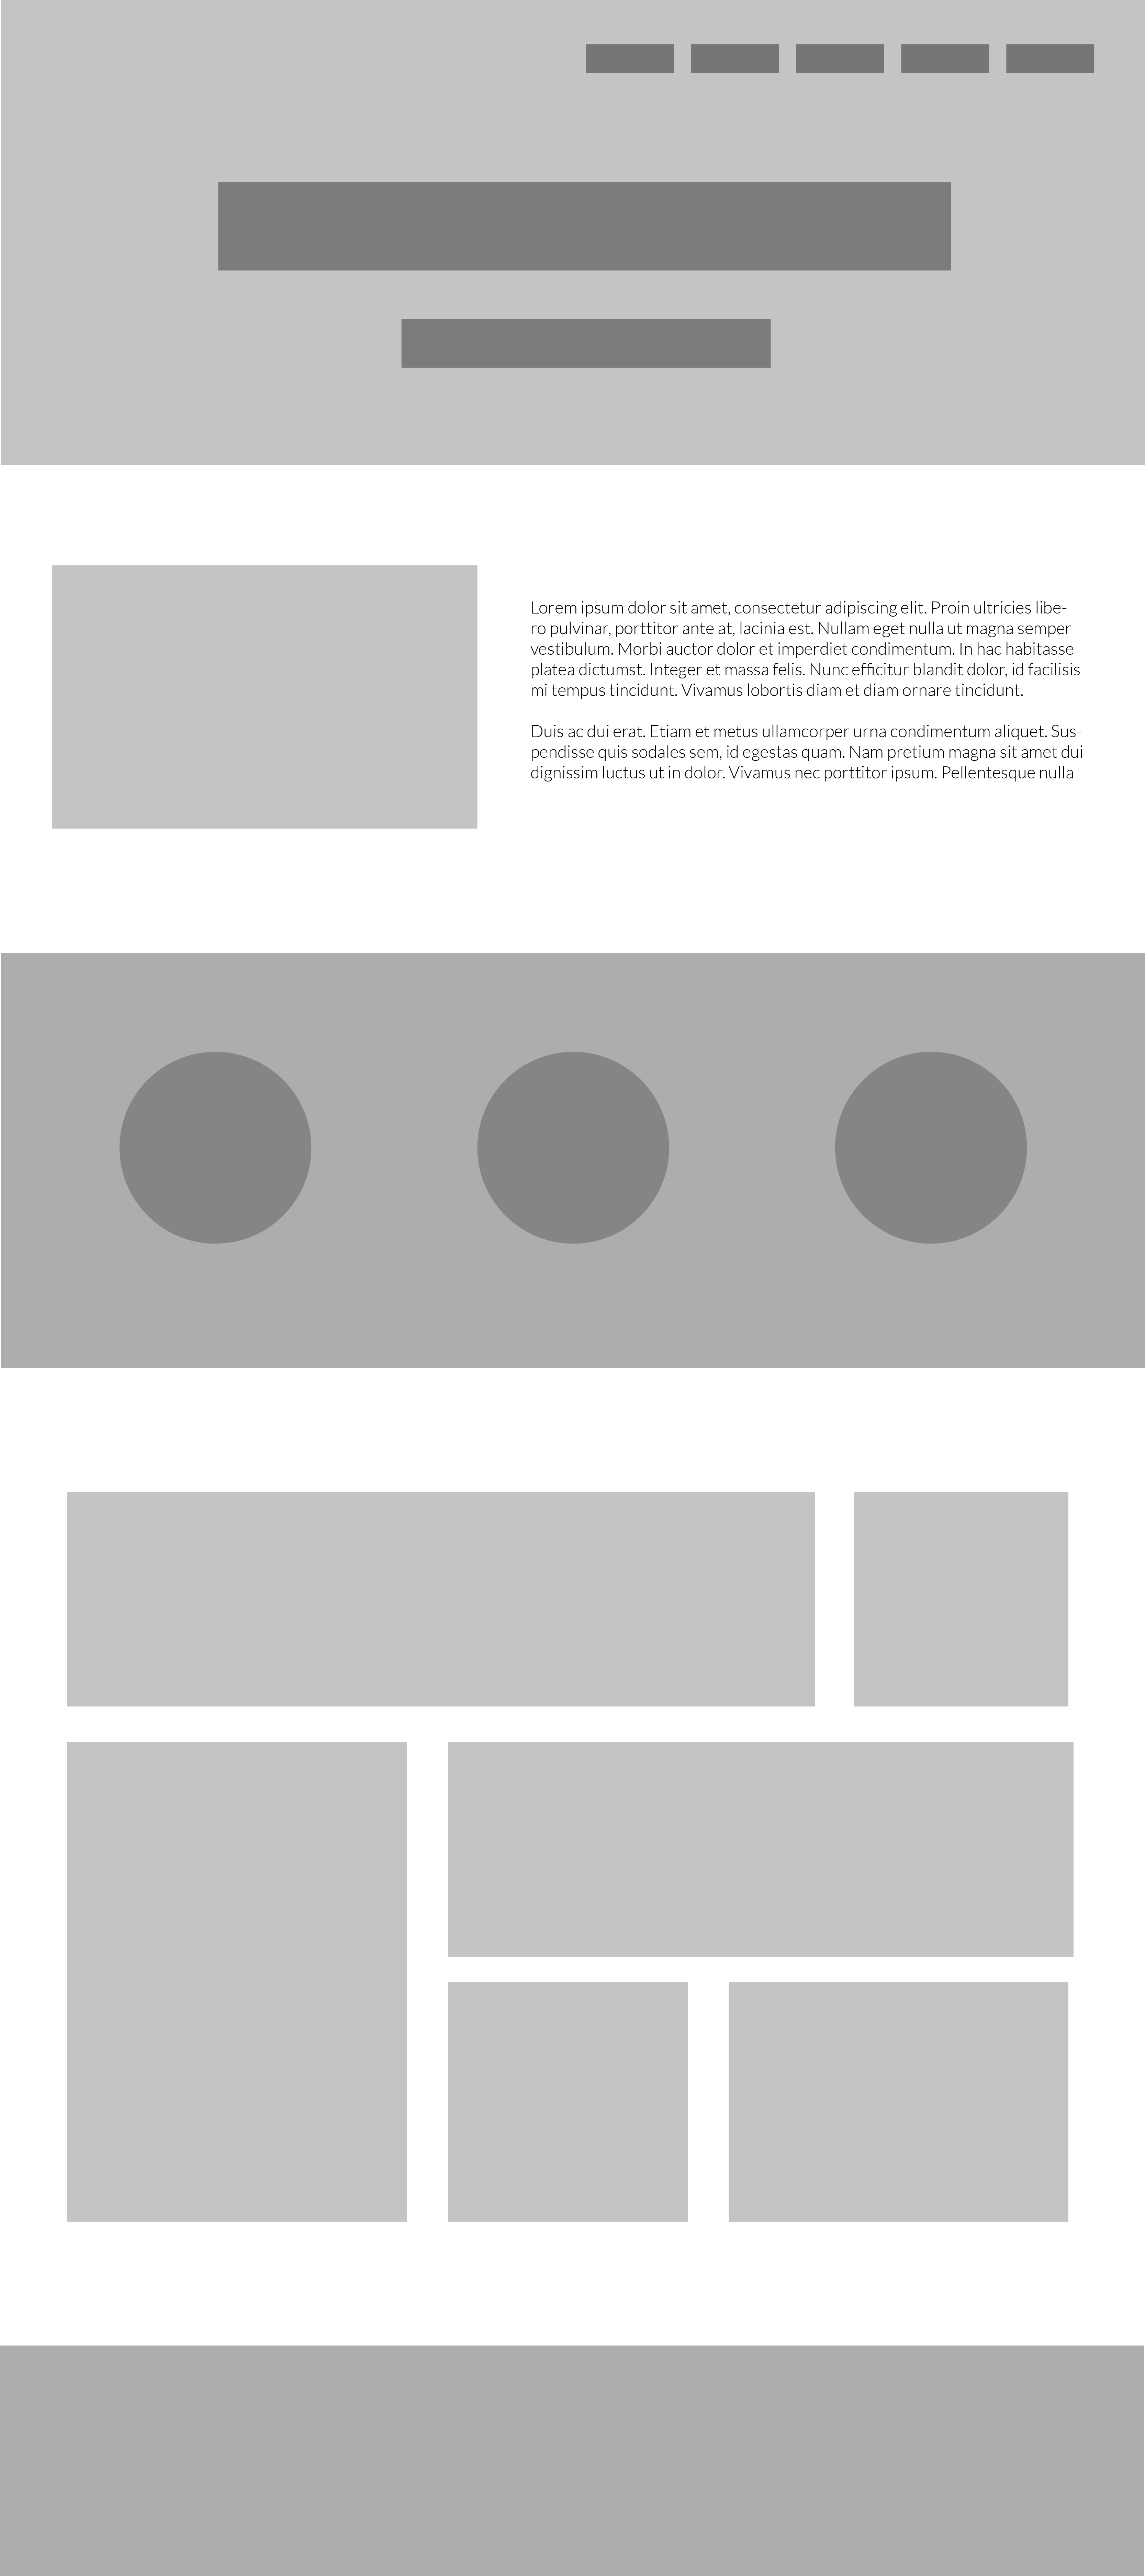 Lorem ipsum dolor sit amet, consectetur adipiscing elit. Proin ultricies libe-
ro pulvinar, porttitor ante at, lacinia est. Nullam eget nulla ut magna semper
vestibulum. Morbi auctor dolor et imperdiet condimentum. In hac habitasse
platea dictumst. Integer et massa felis. Nunc efficitur blandit dolor, id facilisis
mi tempus tincidunt. Vivamus lobortis diam et diam ornare tincidunt.
Duis ac dui erat. Etiam et metus ullamcorper urna condimentum aliquet. Sus-
pendisse quis sodales sem, id egestas quam. Nam pretium magna sit amet dui
dignissim luctus ut in dolor. Vivamus nec porttitor ipsum. Pellentesque nulla